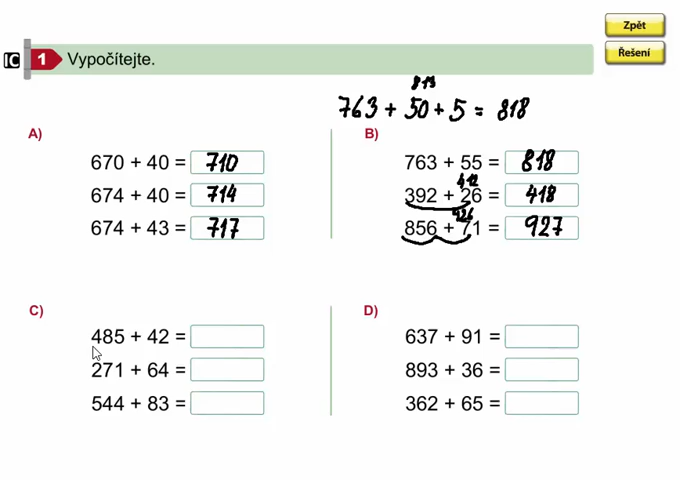 Zpět
Řešení
1 Vypočítejte.
813
763 + 50 + 5 = 818
A)
670 + 40 = 710
674 + 40 = 714
674 + 43 = 717
B)
763 + 55 = 818
412
392 + 26 = 418
926
856 + 71 = 927
C)
485 + 42 =
271 + 64 =
544 + 83 =
D)
637 + 91 =
893 + 36 =
362 + 65 =